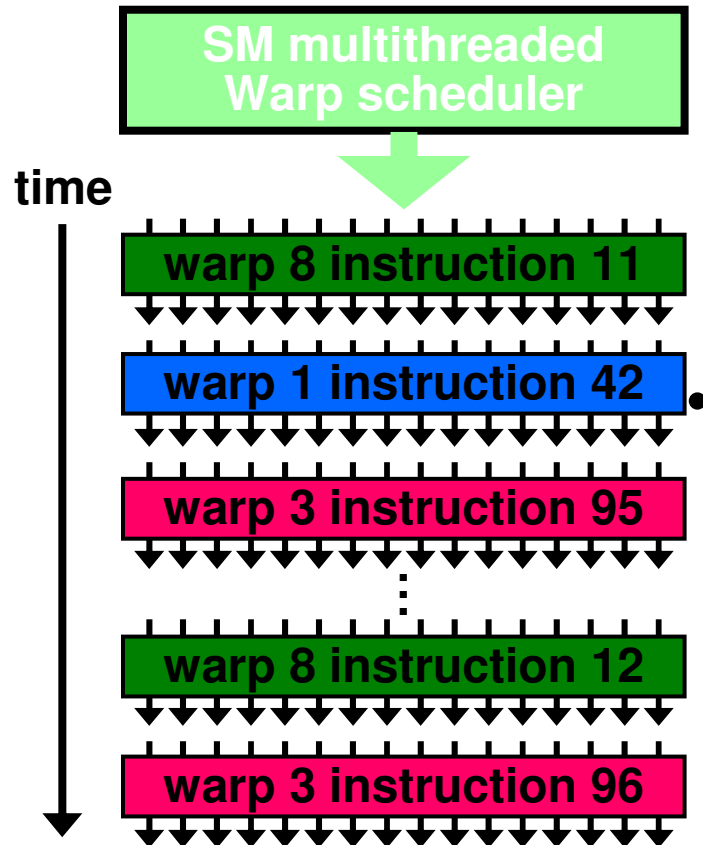 SM multithreaded
Warp scheduler
time
warp 8 instruction 11
warp 1 instruction 42
warp 3 instruction 95
warp 8 instruction 12
warp 3 instruction 96